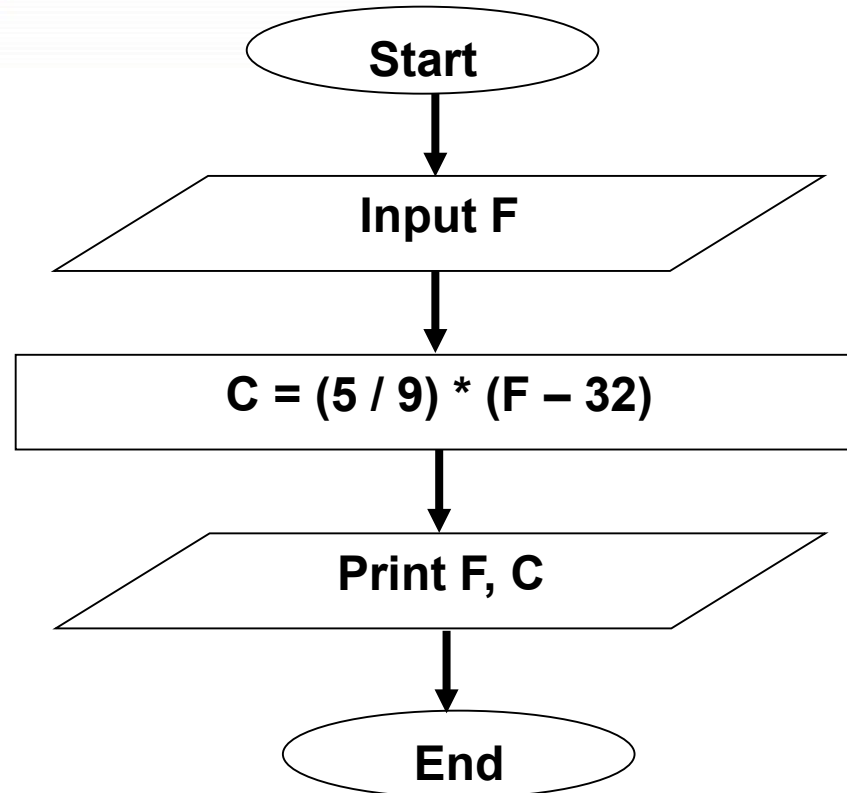 Start
Input F
C = (5 / 9) * (F – 32)
Print F, C
End